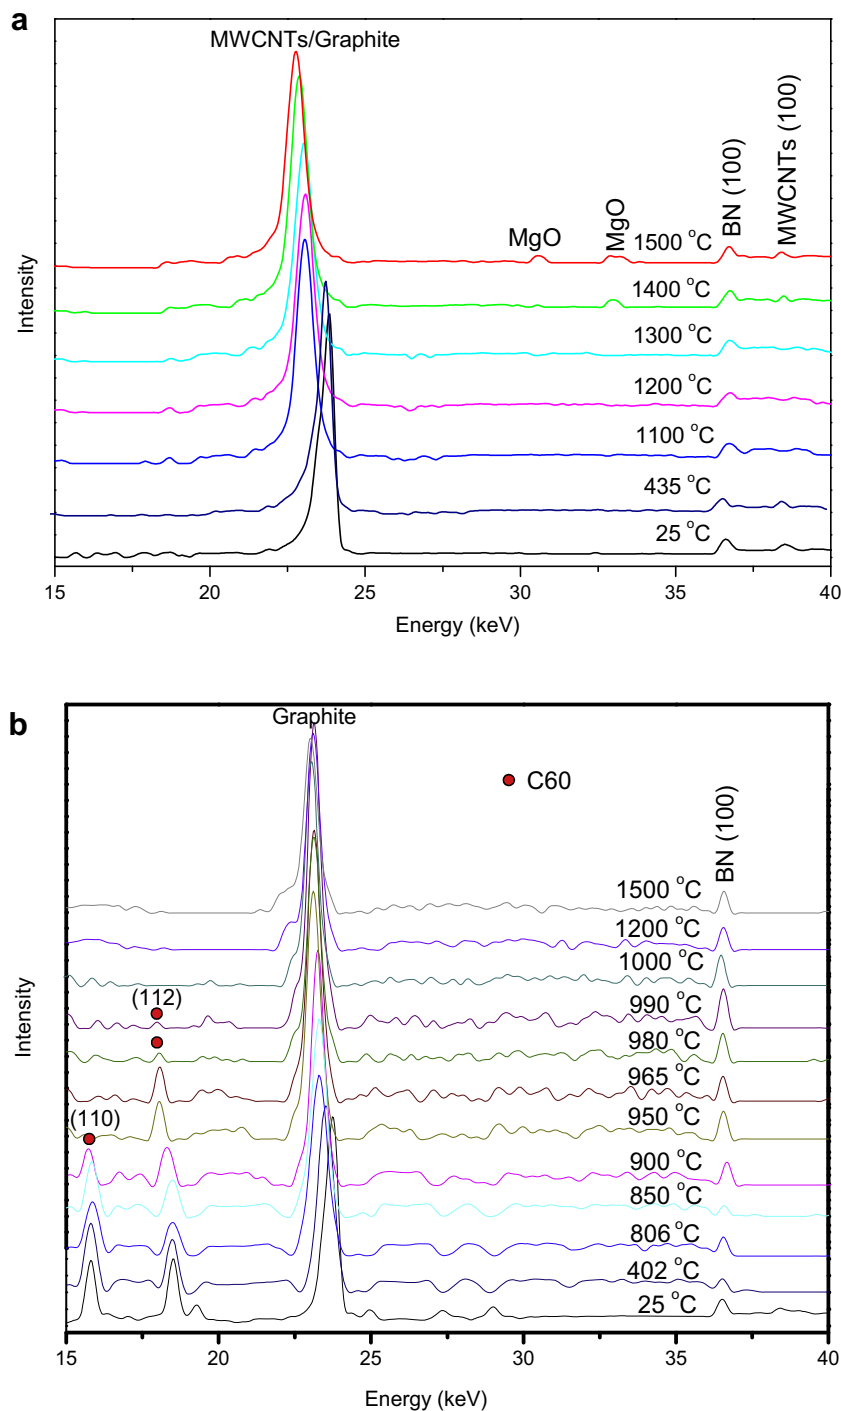 a
MWCNTs/Graphite
BN (100)
MWCNTs (100)
MgO
MgO
1500 °C
1400 °C
1300 °C
1200 °C
1100 °C
435 °C
25 °C
Intensity
15 20 25 30 35 40
Energy (keV)
b
Graphite
C60
BN (100)
1500 °C
1200 °C
1000 °C
(112)
990 °C
980 °C
965 °C
(110)
950 °C
900 °C
850 °C
806 °C
402 °C
25 °C
Intensity
15 20 25 30 35 40
Energy (keV)